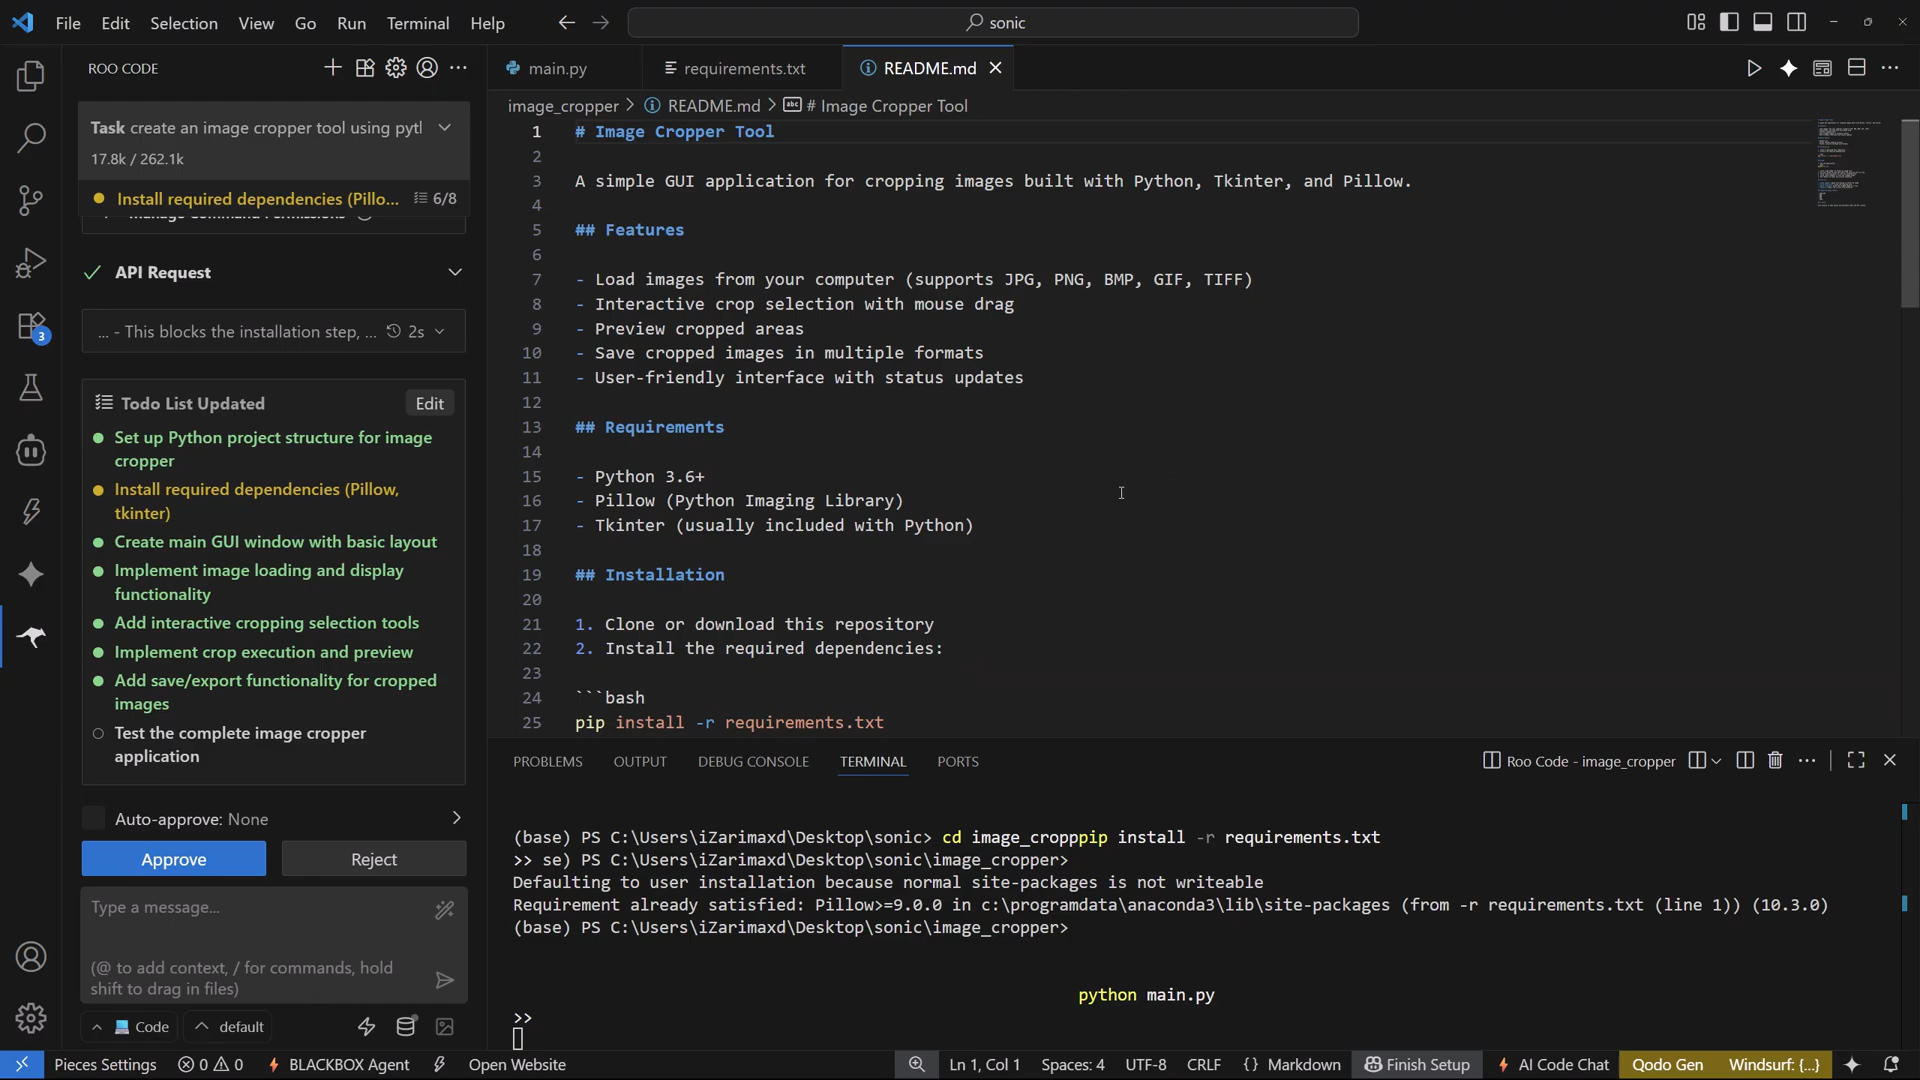 File Edit Selection View Go Run Terminal Help
sonic
ROO CODE
Task create an image cropper tool using pyt
17.8k / 262.1k
Install required dependencies (Pillo... 6/8
Manage Command Permissions
API Request
... - This blocks the installation step, ... 2s
Todo List Updated Edit
Set up Python project structure for image
cropper
Install required dependencies (Pillow,
tkinter)
Create main GUI window with basic layout
Implement image loading and display
functionality
Add interactive cropping selection tools
Implement crop execution and preview
Add save/export functionality for cropped
images
Test the complete image cropper
application
Auto-approve: None
Approve Reject
Type a message...
(@ to add context, / for commands, hold
shift to drag in files)
Code default
3
main.py requirements.txt README.md
image_cropper > README.md > # Image Cropper Tool
1 # Image Cropper Tool
2
3 A simple GUI application for cropping images built with Python, Tkinter, and Pillow.
4
5 ## Features
6
7 - Load images from your computer (supports JPG, PNG, BMP, GIF, TIFF)
8 - Interactive crop selection with mouse drag
9 - Preview cropped areas
10 - Save cropped images in multiple formats
11 - User-friendly interface with status updates
12
13 ## Requirements
14
15 - Python 3.6+
16 - Pillow (Python Imaging Library)
17 - Tkinter (usually included with Python)
18
19 ## Installation
20
21 1. Clone or download this repository
22 2. Install the required dependencies:
23
24 ```bash
25 pip install -r requirements.txt
PROBLEMS OUTPUT DEBUG CONSOLE TERMINAL PORTS
Roo Code - image_cropper
(base) PS C:\Users\iZarimaxd\Desktop\sonic> cd image_cropppip install -r requirements.txt
>> se) PS C:\Users\iZarimaxd\Desktop\sonic\image_cropper>
Defaulting to user installation because normal site-packages is not writeable
Requirement already satisfied: Pillow>=9.0.0 in c:\programdata\anaconda3\lib\site-packages (from -r requirements.txt (line 1)) (10.3.0)
(base) PS C:\Users\iZarimaxd\Desktop\sonic\image_cropper>
python main.py
>>
Pieces Settings 0 0 BLACKBOX Agent Open Website
Ln 1, Col 1 Spaces: 4 UTF-8 CRLF {} Markdown Finish Setup AI Code Chat Qodo Gen Windsurf: {...}